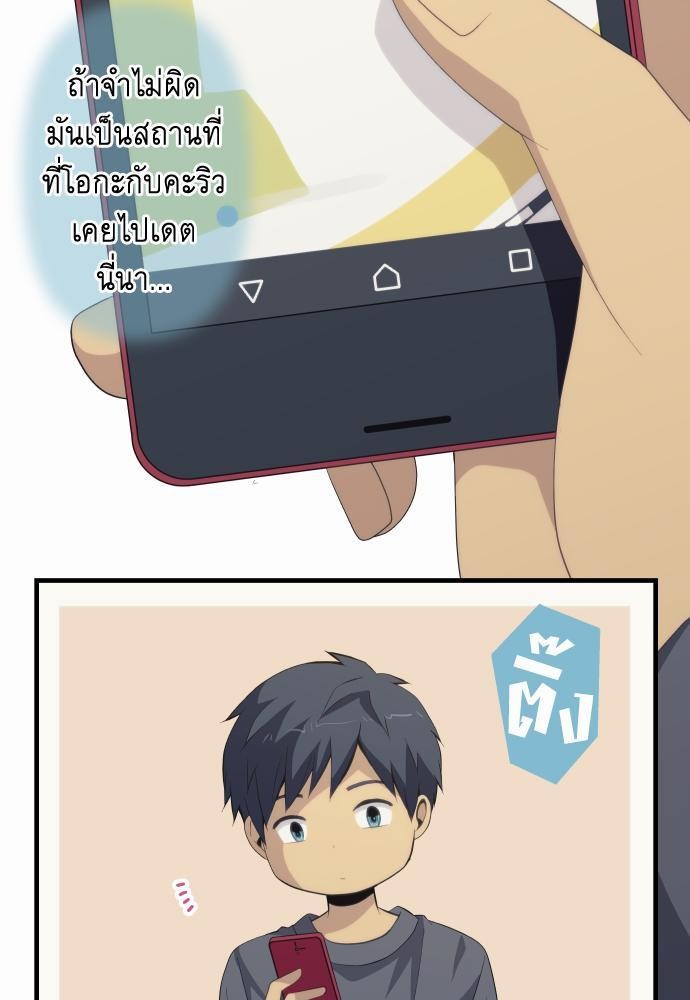 ถ้าจำไม่ผิด
มันเป็นสถานที่
ที่โอกะกับคะริว
เคยไปเดต
นี่นา...
ติ๊ง